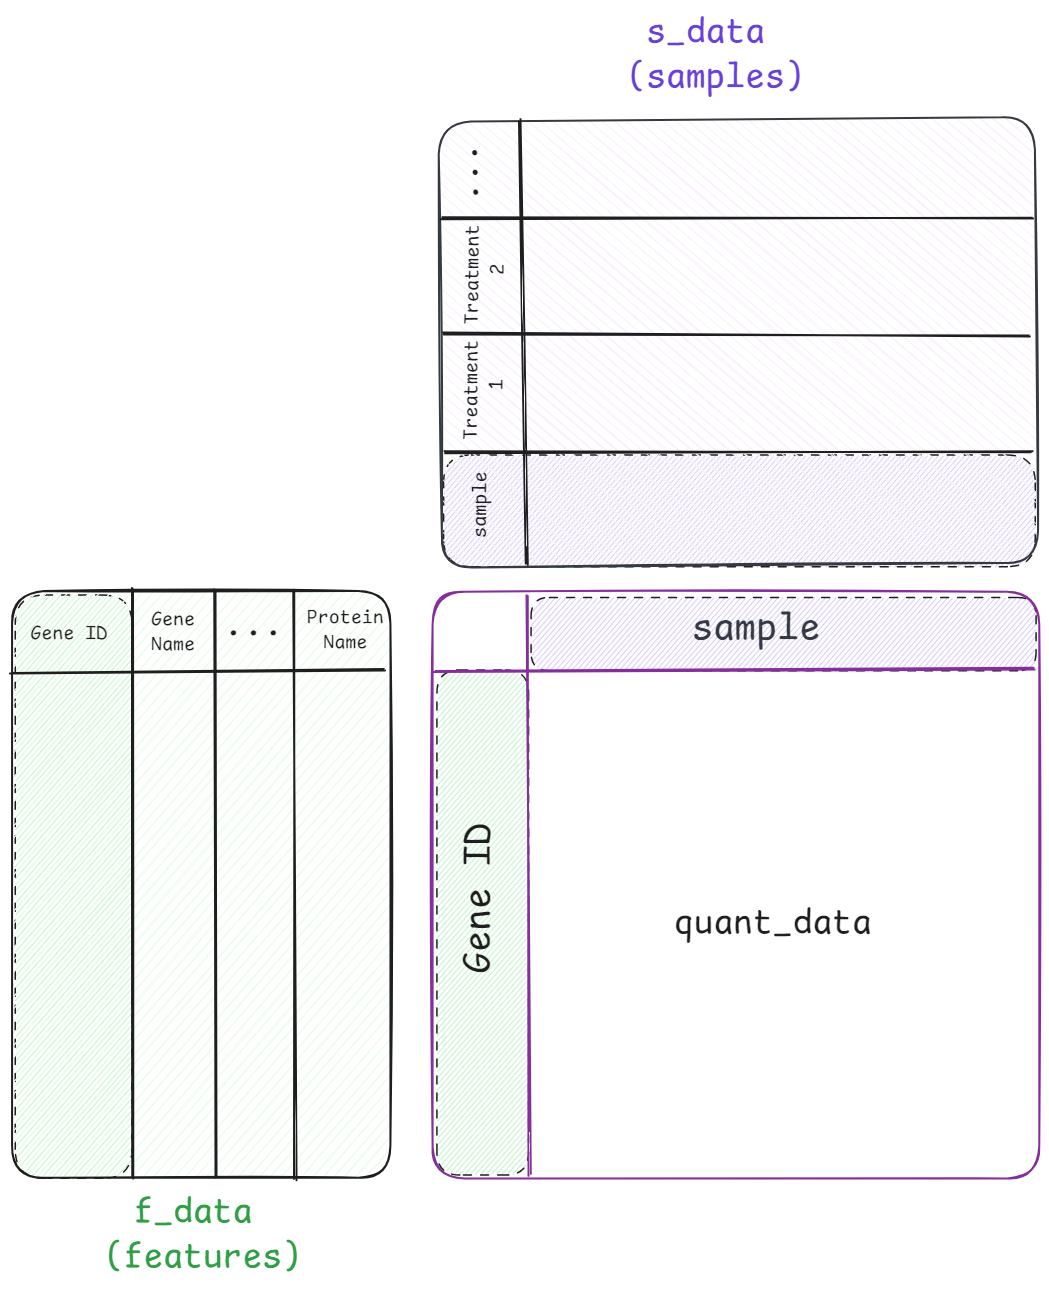 s_data
(samples)
...
Treatment
2
Treatment
1
sample
Gene ID
Gene
Name
...
Protein
Name
sample
Gene ID
quant_data
f_data
(features)